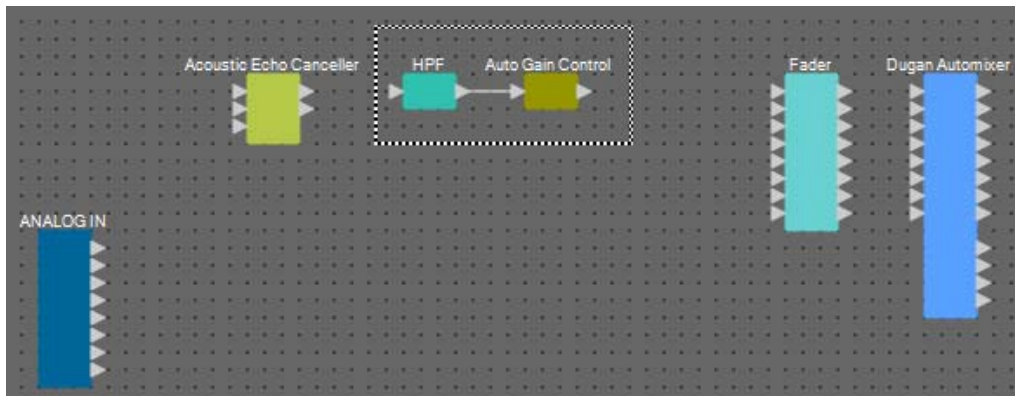 Acoustic Echo Canceller
HPF
Auto Gain Control
Fader
Dugan Automixer
ANALOG IN